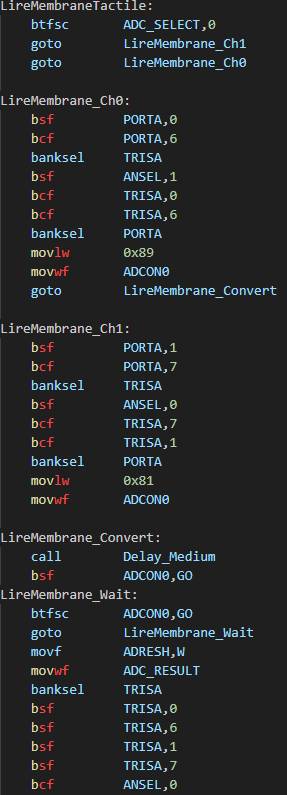 LireMembraneTactile:
btfsc ADC_SELECT,0
goto LireMembrane_Ch1
goto LireMembrane_Ch0
LireMembrane_Ch0:
bsf PORTA,0
bcf PORTA,6
banksel TRISA
bsf ANSEL,1
bcf TRISA,0
bcf TRISA,6
banksel PORTA
movlw 0x89
movwf ADCON0
goto LireMembrane_Convert
LireMembrane_Ch1:
bsf PORTA,1
bcf PORTA,7
banksel TRISA
bsf ANSEL,0
bcf TRISA,7
bcf TRISA,1
banksel PORTA
movlw 0x81
movwf ADCON0
LireMembrane_Convert:
call Delay_Medium
bsf ADCON0,GO
LireMembrane_Wait:
btfsc ADCON0,GO
goto LireMembrane_Wait
movf ADRESH,W
movwf ADC_RESULT
banksel TRISA
bsf TRISA,0
bsf TRISA,6
bsf TRISA,1
bsf TRISA,7
bcf ANSEL,0